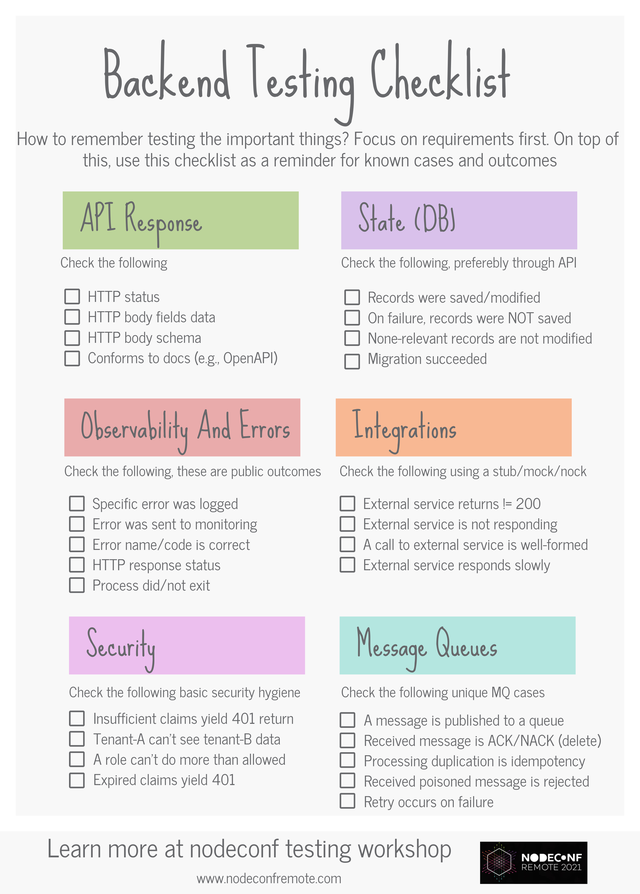 Backend Testing Checklist
How to remember testing the important things? Focus on requirements first. On top of
this, use this checklist as a reminder for known cases and outcomes
API Response
Check the following
HTTP status
HTTP body fields data
HTTP body schema
Conforms to docs (e.g., OpenAPI)
State (DB)
Check the following, preferebly through API
Records were saved/modified
On failure, records were NOT saved
None-relevant records are not modified
Migration succeeded
Observability And Errors
Check the following, these are public outcomes
Specific error was logged
Error was sent to monitoring
Error name/code is correct
HTTP response status
Process did/not exit
Integrations
Check the following using a stub/mock/nock
External service returns != 200
External service is not responding
A call to external service is well-formed
External service responds slowly
Security
Check the following basic security hygiene
Insufficient claims yield 401 return
Tenant-A can't see tenant-B data
A role can't do more than allowed
Expired claims yield 401
Message Queues
Check the following unique MQ cases
A message is published to a queue
Received message is ACK/NACK (delete)
Processing duplication is idempotency
Received poisoned message is rejected
Retry occurs on failure
Learn more at nodeconf testing workshop
www.nodeconfremote.com
NODECONF
REMOTE 2021